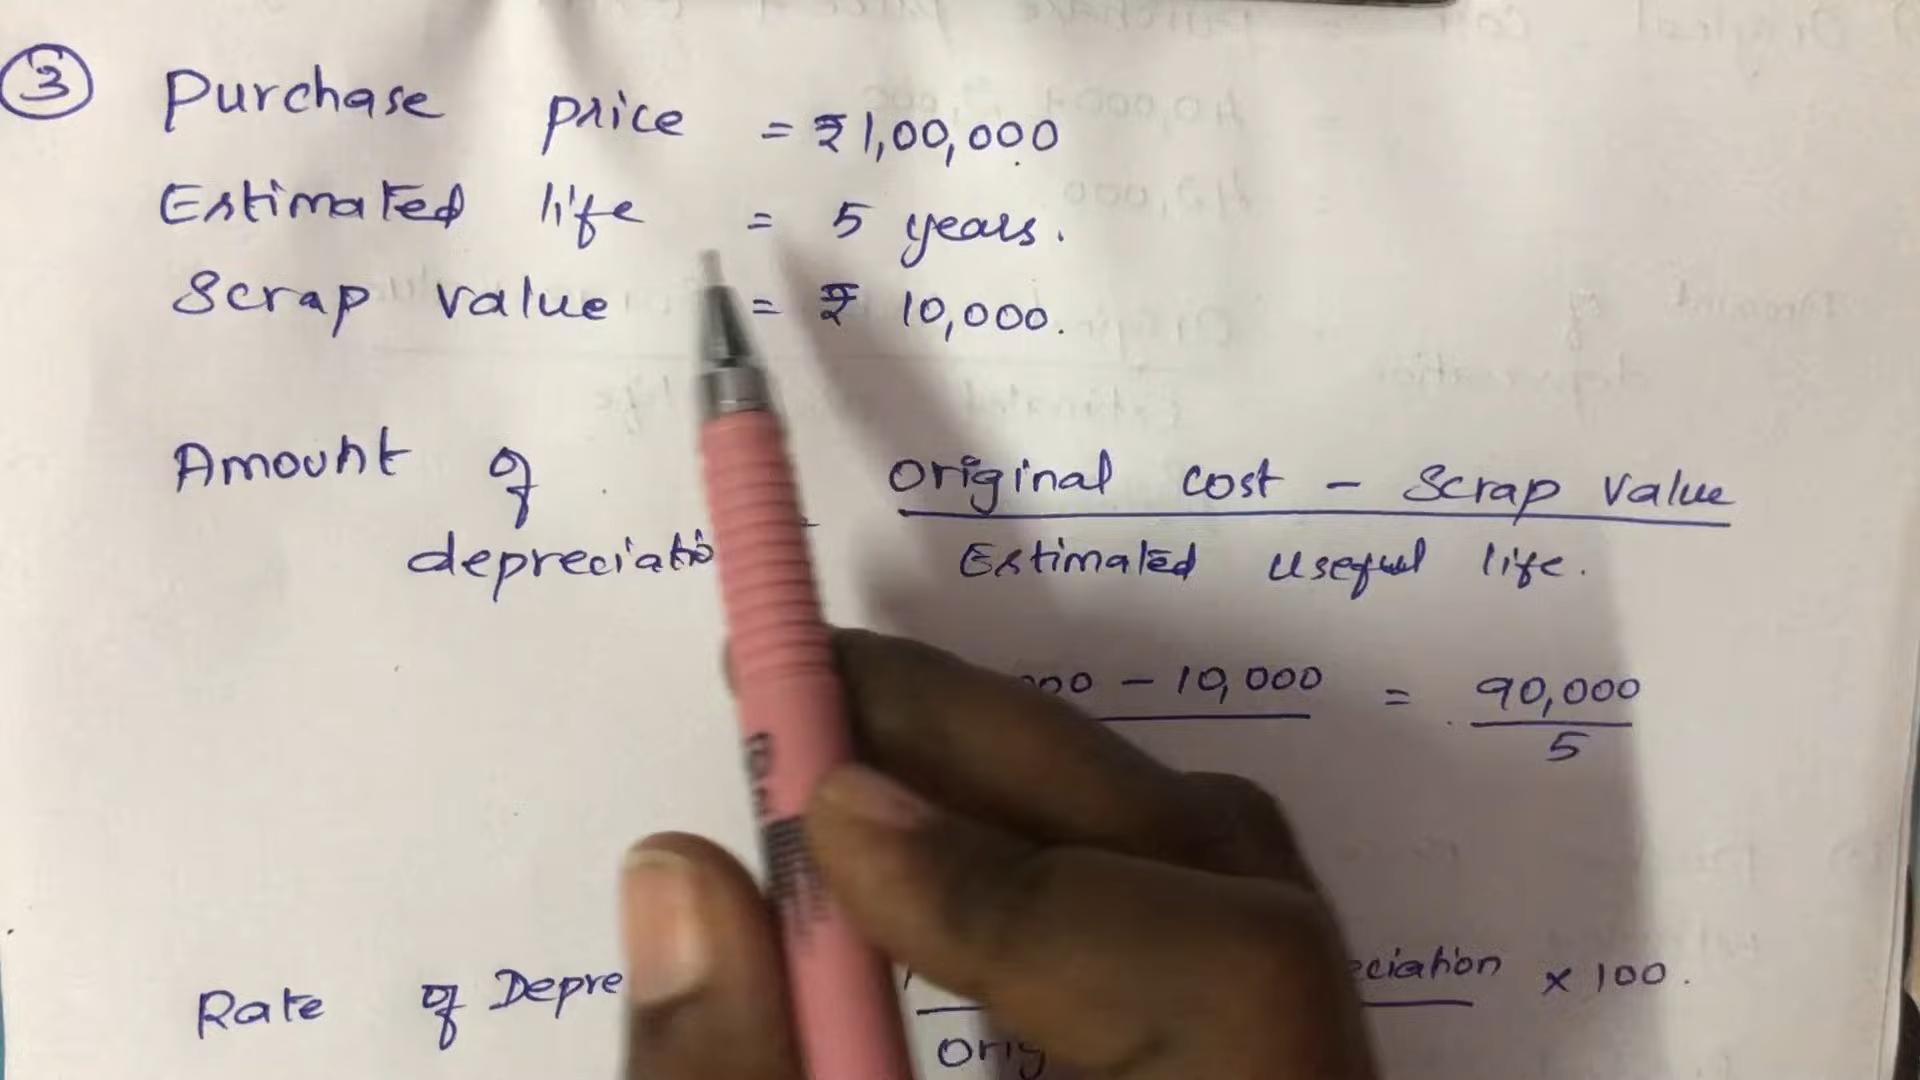 3 Purchase price = ₹ 1,00,000
Estimated life = 5 years.
Scrap value = ₹ 10,000.
Amount of depreciatio Original cost - Scrap value
Estimated useful life.
000 - 10,000 = 90,000
5
Rate of Depre eciation x 100.
Orig